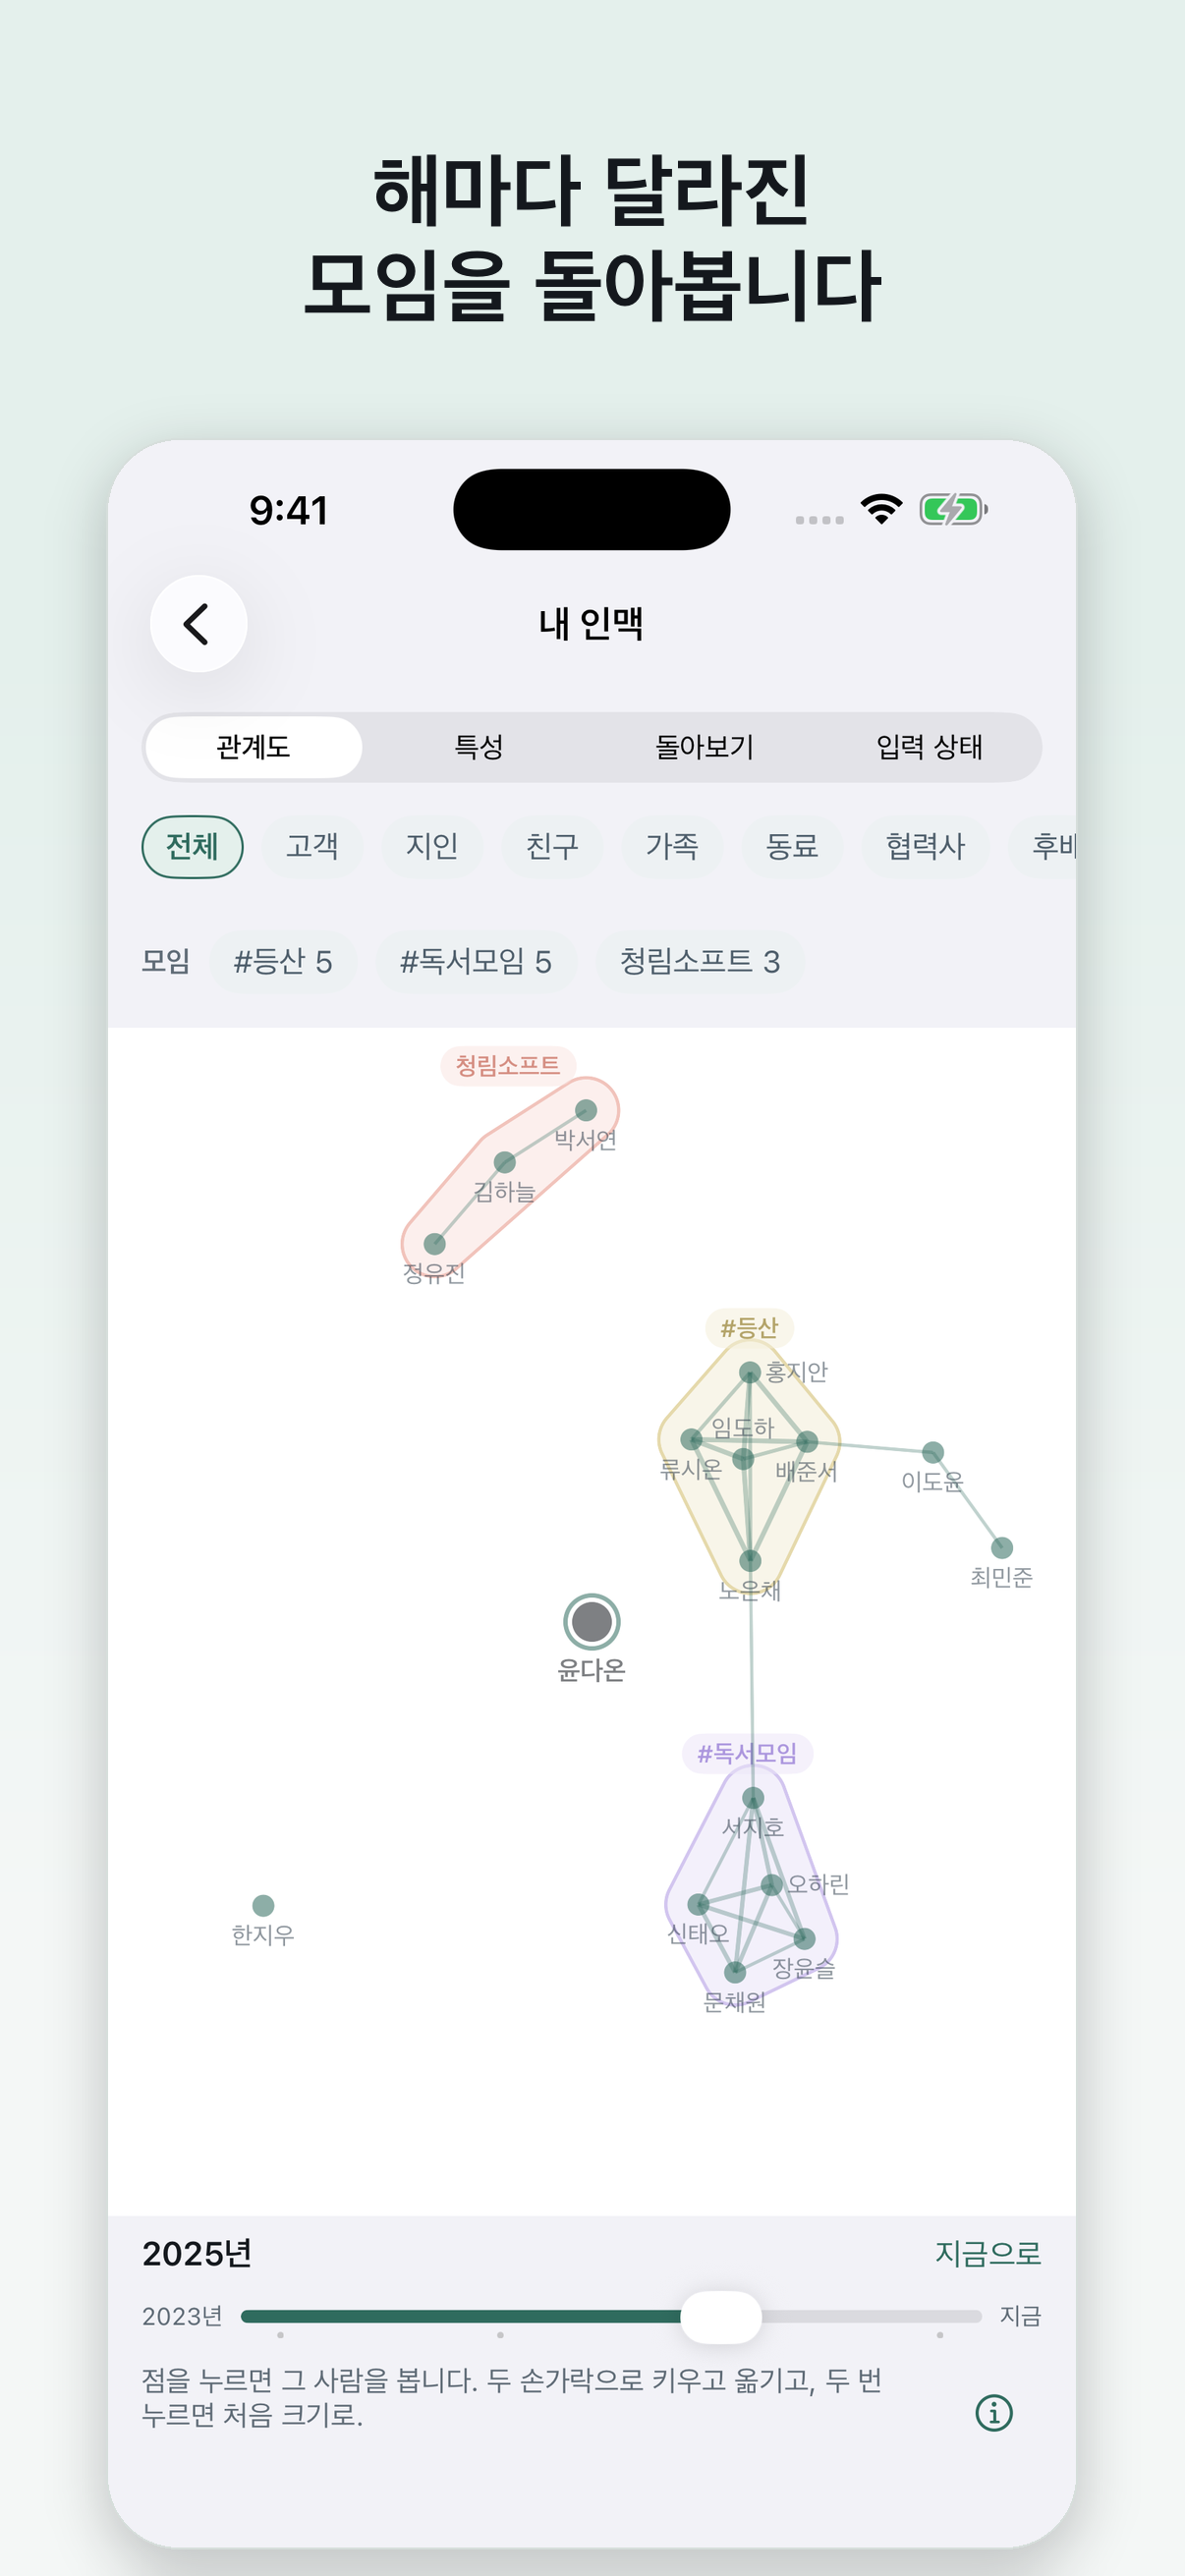 해마다 달라진
모임을 돌아봅니다
9:41
내 인맥
관계도 특성 돌아보기 입력 상태
전체 고객 지인 친구 가족 동료 협력사
모임 #등산 5 #독서모임 5 청림소프트 3
청림소프트
박서연
김하늘
정유진
#등산
홍지안
임도하
류시온 배준서
이도윤
노은채
최민준
윤다온
#독서모임
서지호
오하린
신태오
한지우
장윤슬
문채원
2025년 지금으로
2023년 지금
점을 누르면 그 사람을 봅니다. 두 손가락으로 키우고 옮기고, 두 번
누르면 처음 크기로.